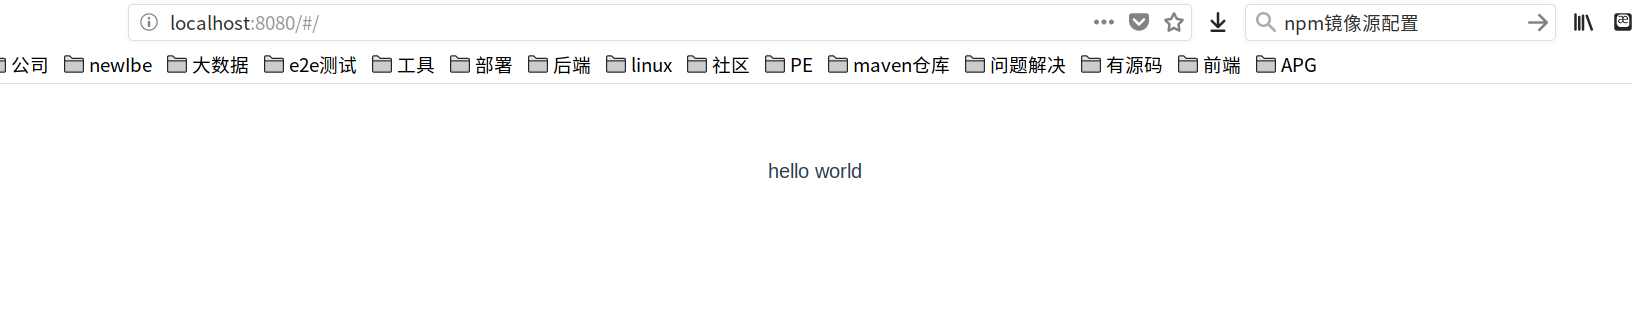 localhost:8080/#/ npm镜像源配置
公司 newIbe 大数据 e2e测试 工具 部署 后端 linux 社区 PE maven仓库 问题解决 有源码 前端 APG
hello world